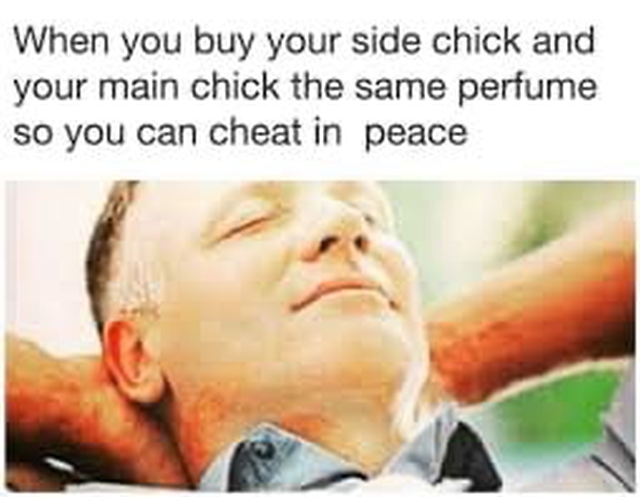 When you buy your side chick and
your main chick the same perfume
so you can cheat in peace